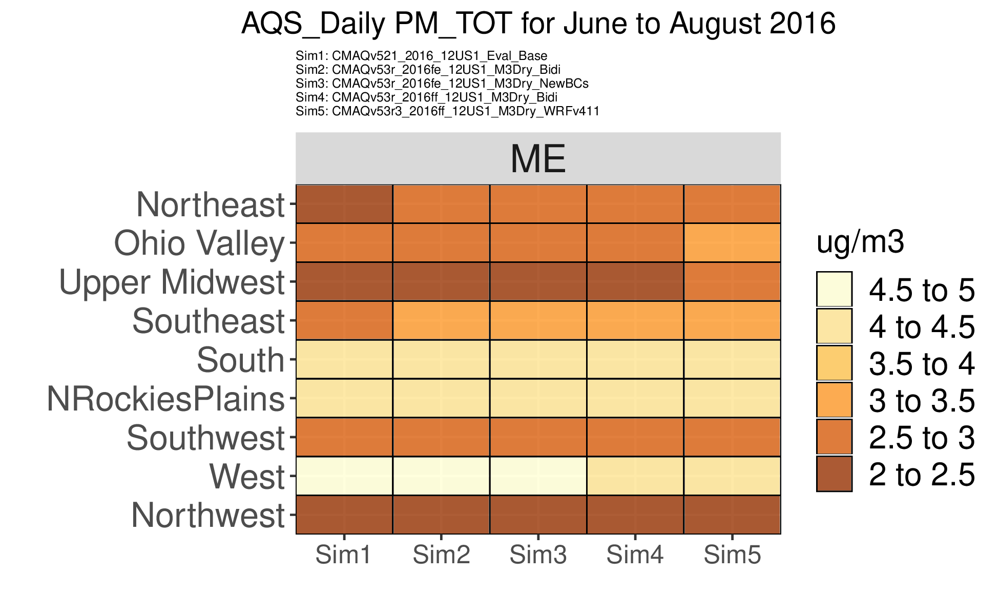 AQS_Daily PM_TOT for June to August 2016
Sim1: CMAQv521_2016_12US1_Eval_Base
Sim2: CMAQv53r_2016fe_12US1_M3Dry_Bidi
Sim3: CMAQv53r_2016fe_12US1_M3Dry_NewBCs
Sim4: CMAQv53r_2016ff_12US1_M3Dry_Bidi
Sim5: CMAQv53r3_2016ff_12US1_M3Dry_WRFv411
ME
Northeast
Ohio Valley
Upper Midwest
Southeast
South
NRockiesPlains
Southwest
West
Northwest
Sim1 Sim2 Sim3 Sim4 Sim5
ug/m3
4.5 to 5
4 to 4.5
3.5 to 4
3 to 3.5
2.5 to 3
2 to 2.5